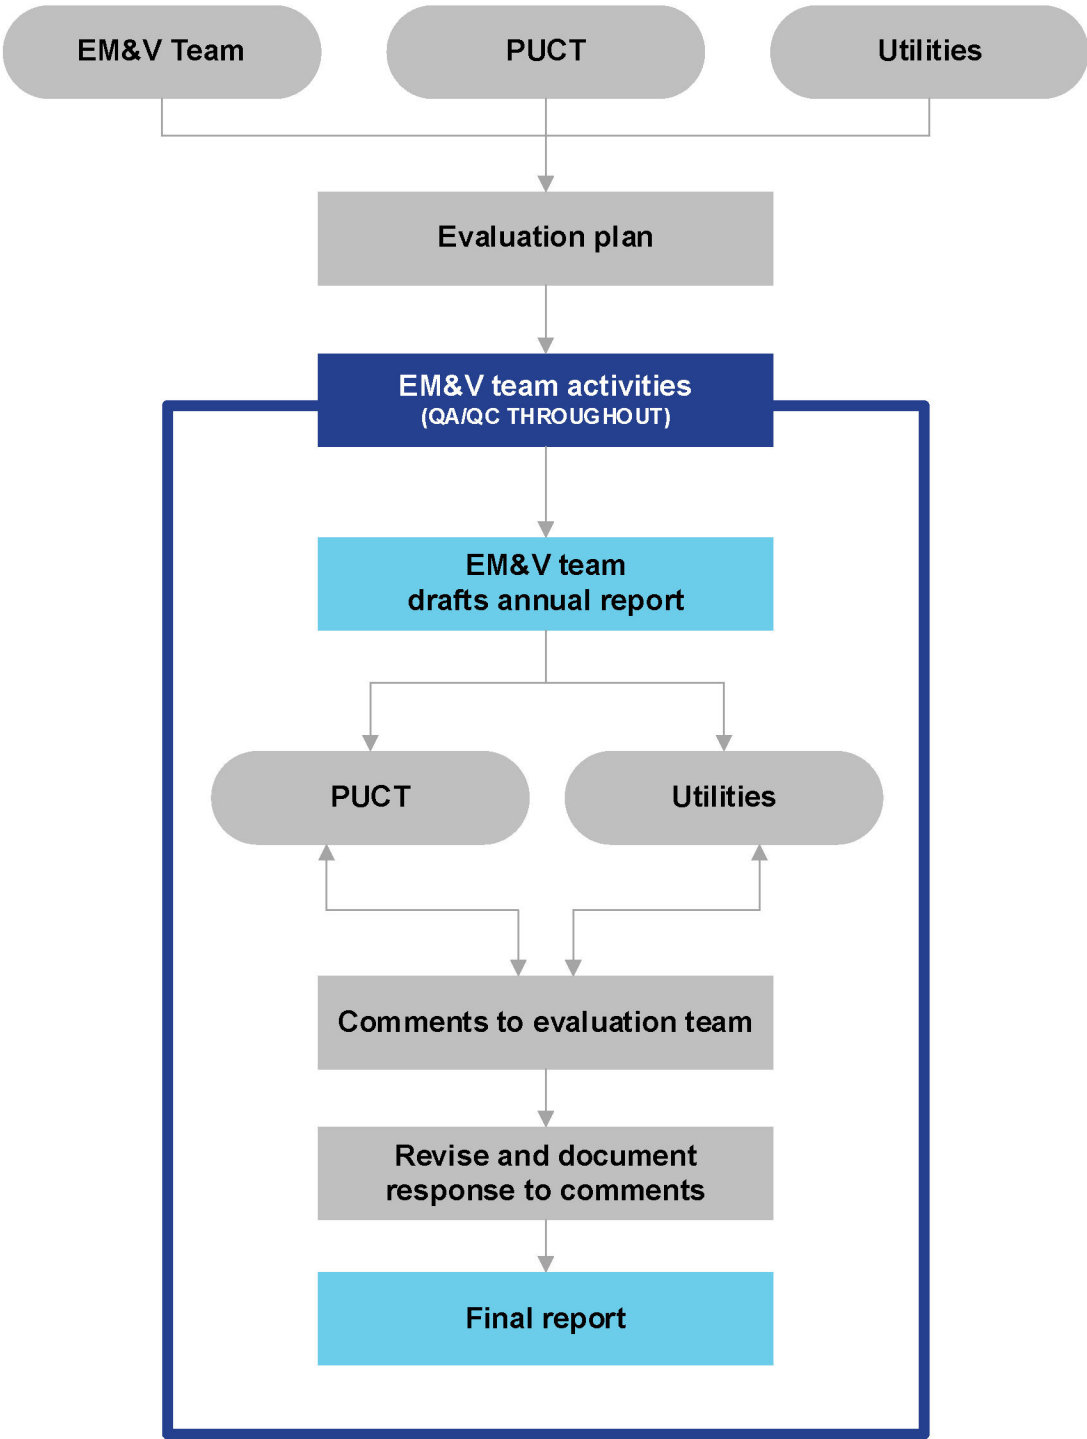 EM&V Team
PUCT
Utilities
Evaluation plan
EM&V team activities
(QA/QC THROUGHOUT)
EM&V team
drafts annual report
PUCT
Utilities
Comments to evaluation team
Revise and document
response to comments
Final report